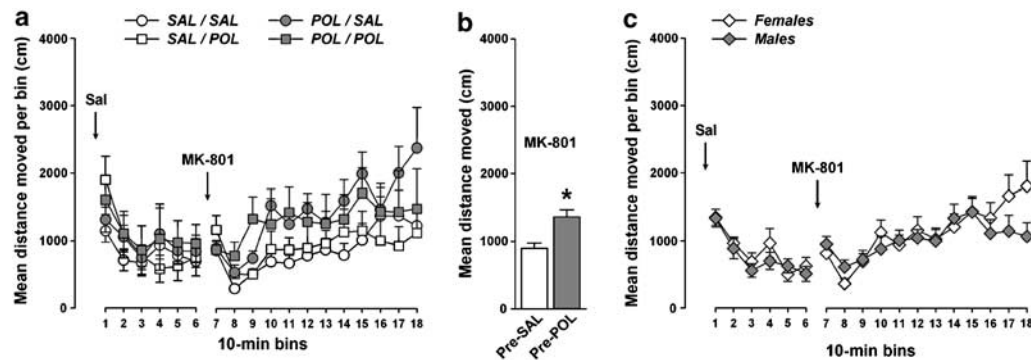 a
SAL / SAL
POL / SAL
SAL / POL
POL / POL
Mean distance moved per bin (cm)
4000
3000
2000
1000
0
Sal
MK-801
1 2 3 4 5 6 7 8 9 10 11 12 13 14 15 16 17 18
10-min bins
b
Mean distance moved (cm)
4000
3000
2000
1000
0
MK-801
*
Pre-SAL
Pre-POL
c
Females
Males
Mean distance moved per bin (cm)
4000
3000
2000
1000
0
Sal
MK-801
1 2 3 4 5 6 7 8 9 10 11 12 13 14 15 16 17 18
10-min bins